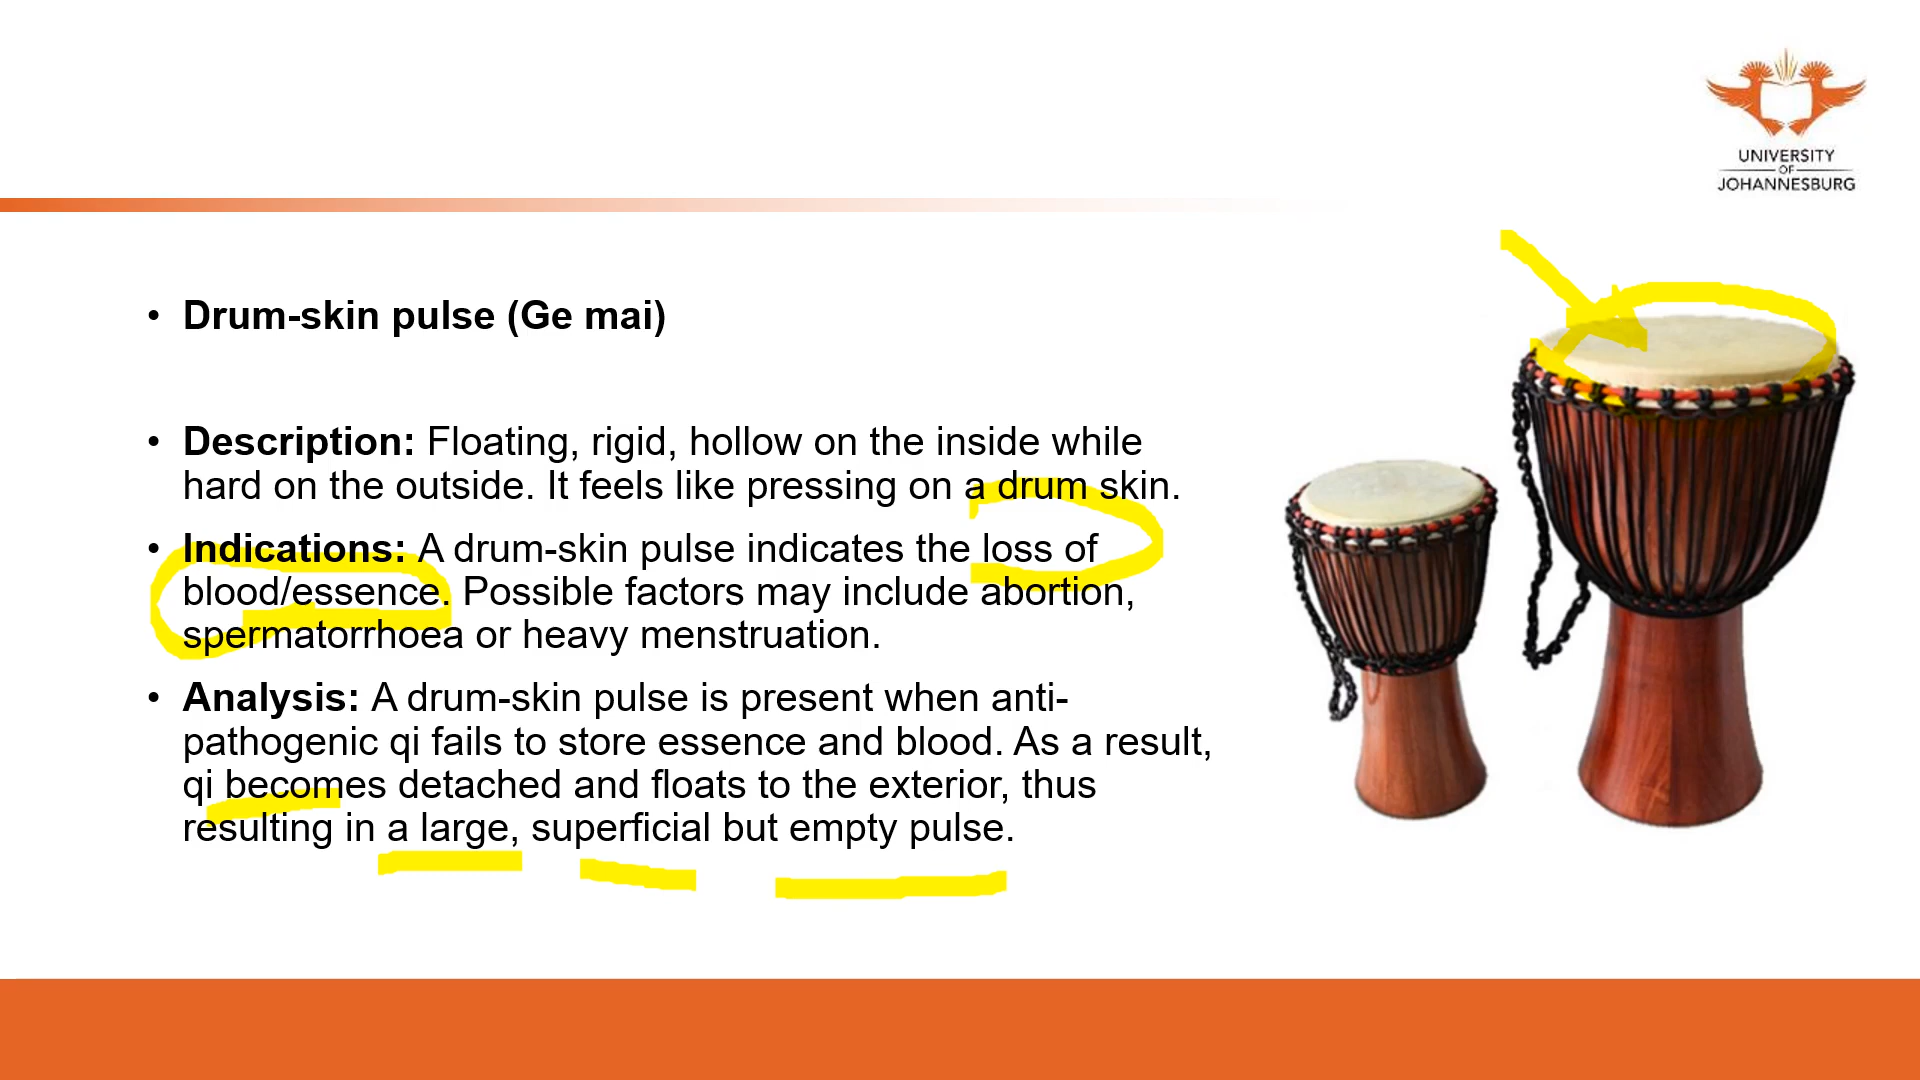 UNIVERSITY
OF
JOHANNESBURG
• Drum-skin pulse (Ge mai)
• Description: Floating, rigid, hollow on the inside while
hard on the outside. It feels like pressing on a drum skin.
• Indications: A drum-skin pulse indicates the loss of
blood/essence. Possible factors may include abortion,
spermatorrhoea or heavy menstruation.
• Analysis: A drum-skin pulse is present when anti-
pathogenic qi fails to store essence and blood. As a result,
qi becomes detached and floats to the exterior, thus
resulting in a large, superficial but empty pulse.